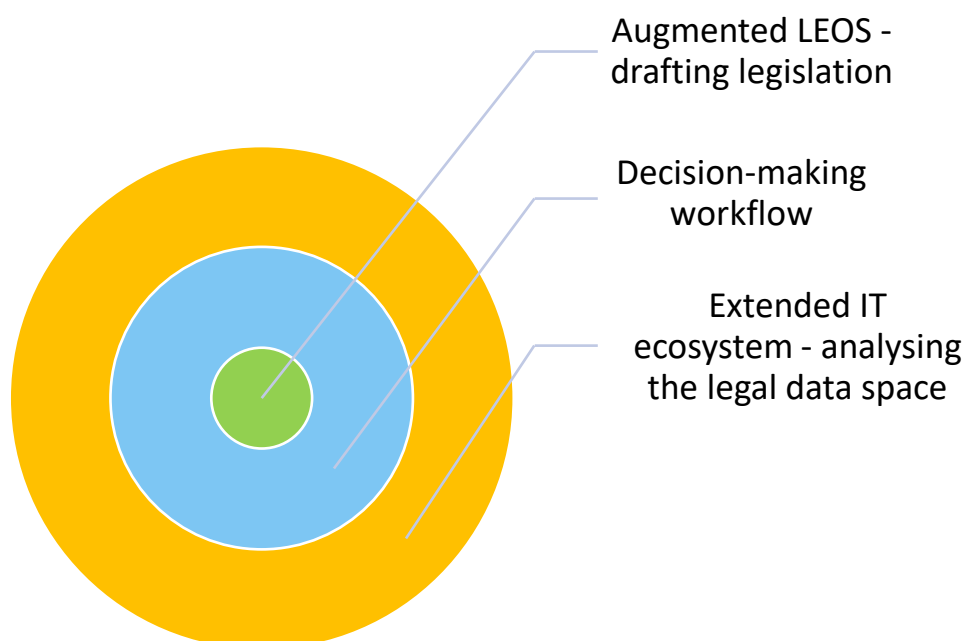 Augmented LEOS -
drafting legislation
Decision-making
workflow
Extended IT
ecosystem - analysing
the legal data space